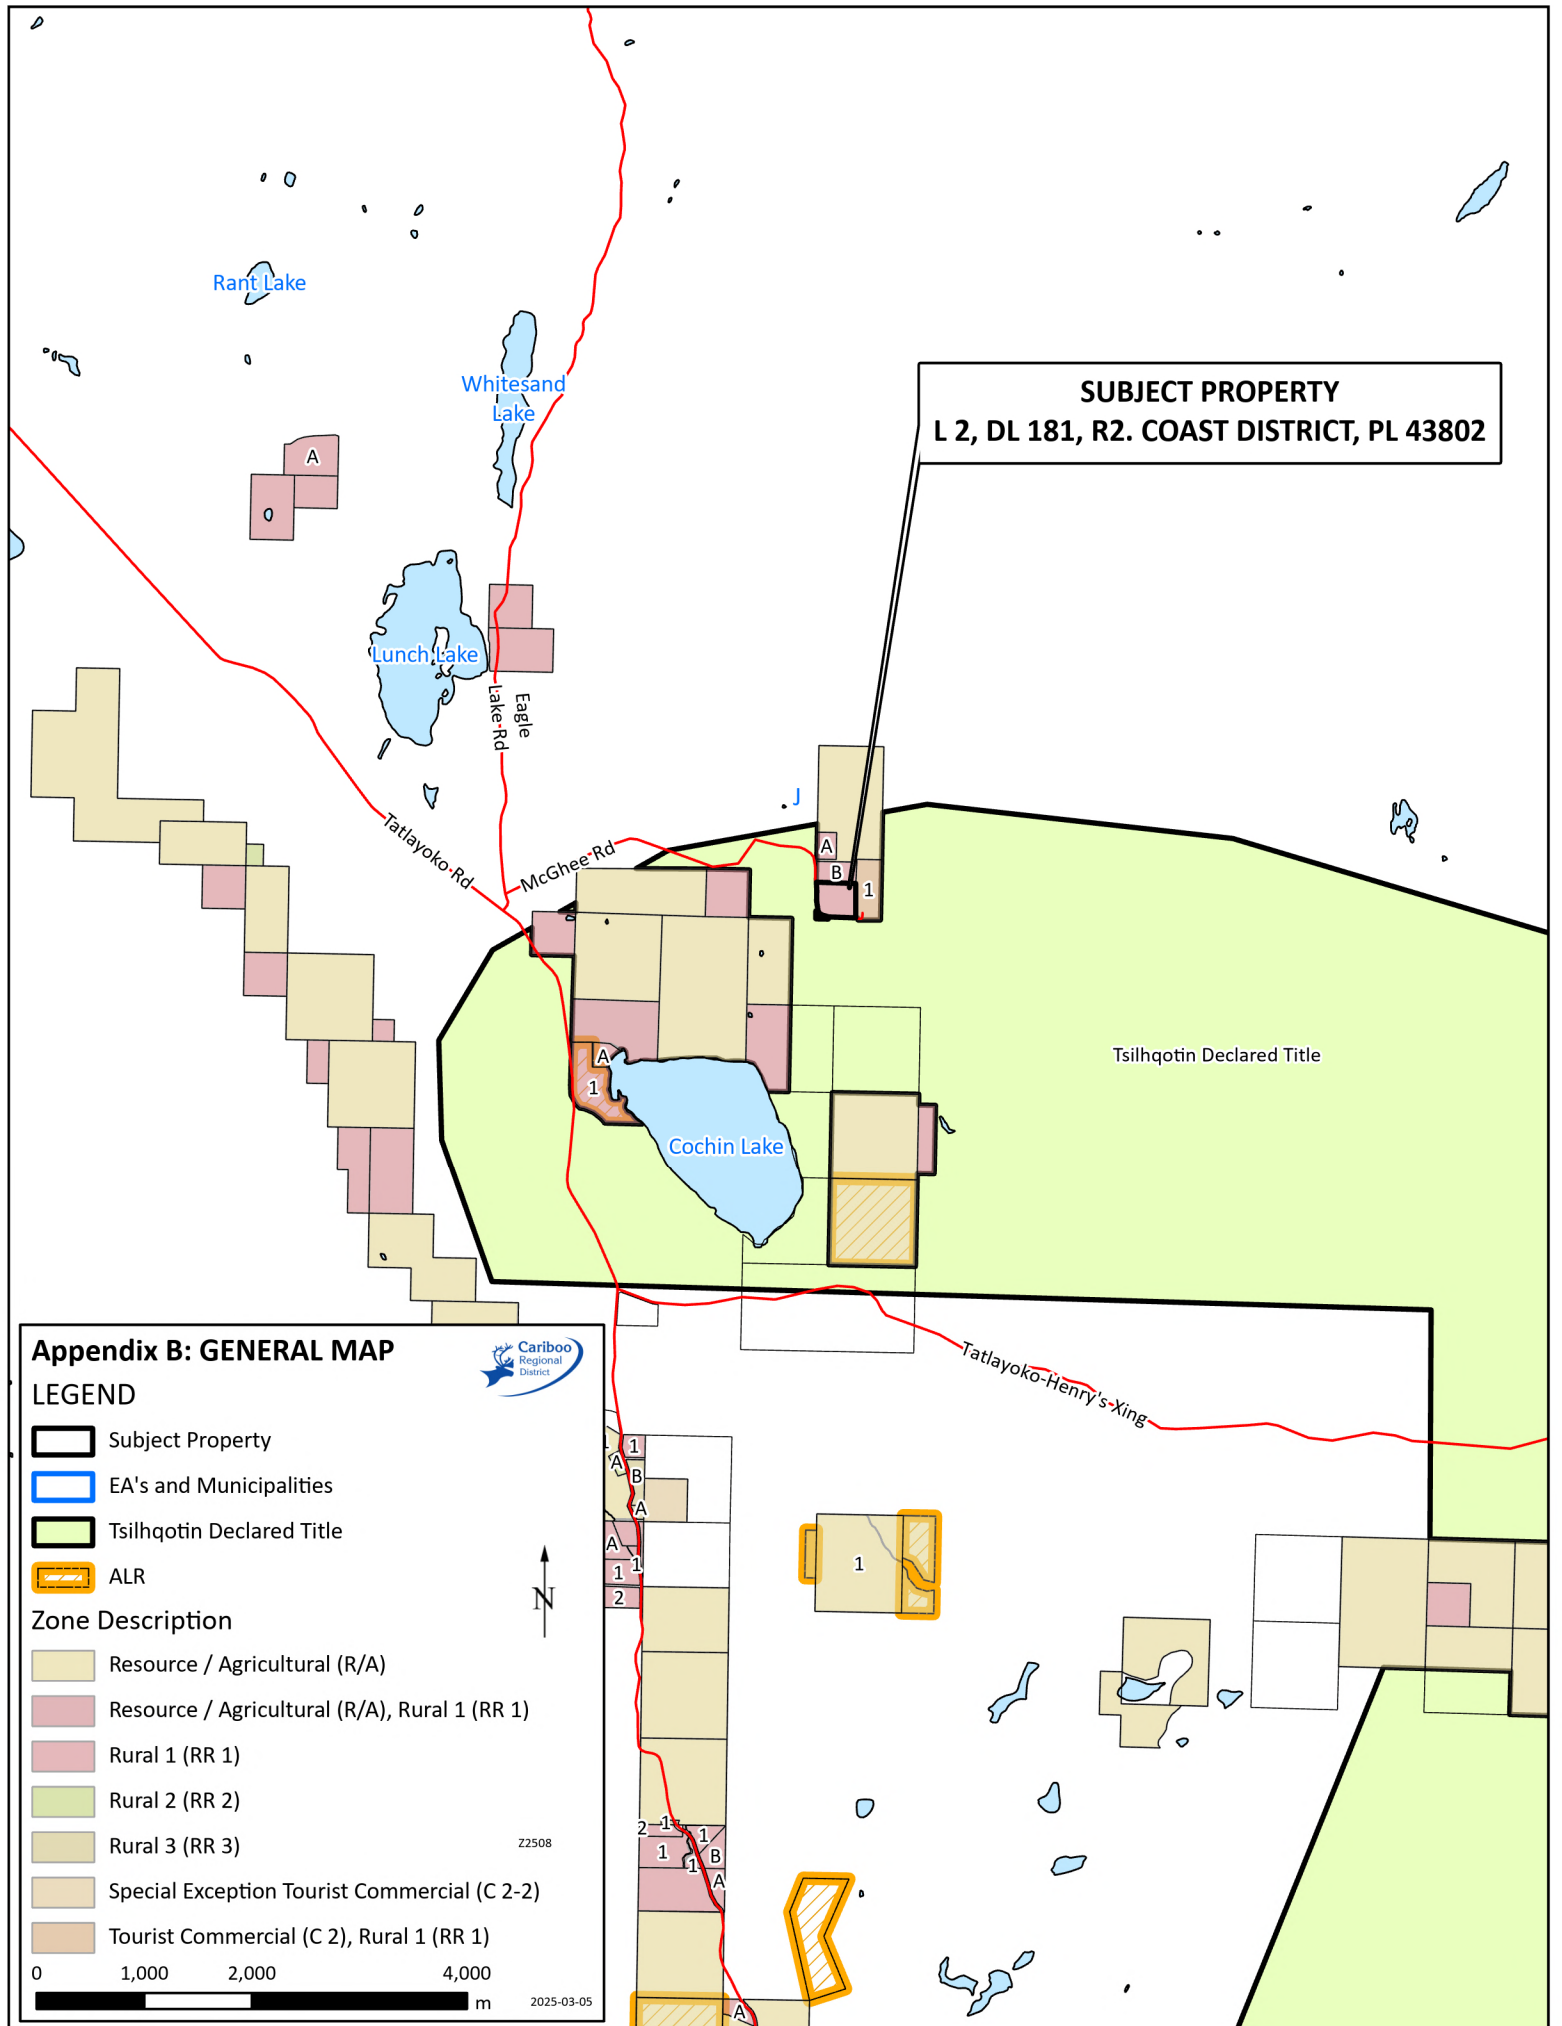 Rant Lake
Whitesand
Lake
SUBJECT PROPERTY
L 2, DL 181, R2. COAST DISTRICT, PL 43802
A
Lunch Lake
Eagle
Lake Rd
J
Tatlayoko Rd
McGhee Rd
A
B
1
A
1
Tsilhqotin Declared Title
Cochin Lake
Tatlayoko-Henry's Xing
1
A
B
A
A
1
1
2
1
2
1
1
1
B
1
A
A
Appendix B: GENERAL MAP
Cariboo
Regional
District
LEGEND
Subject Property
EA's and Municipalities
Tsilhqotin Declared Title
ALR
N
Zone Description
Resource / Agricultural (R/A)
Resource / Agricultural (R/A), Rural 1 (RR 1)
Rural 1 (RR 1)
Rural 2 (RR 2)
Rural 3 (RR 3)
Z2508
Special Exception Tourist Commercial (C 2-2)
Tourist Commercial (C 2), Rural 1 (RR 1)
0 1,000 2,000 4,000
m
2025-03-05